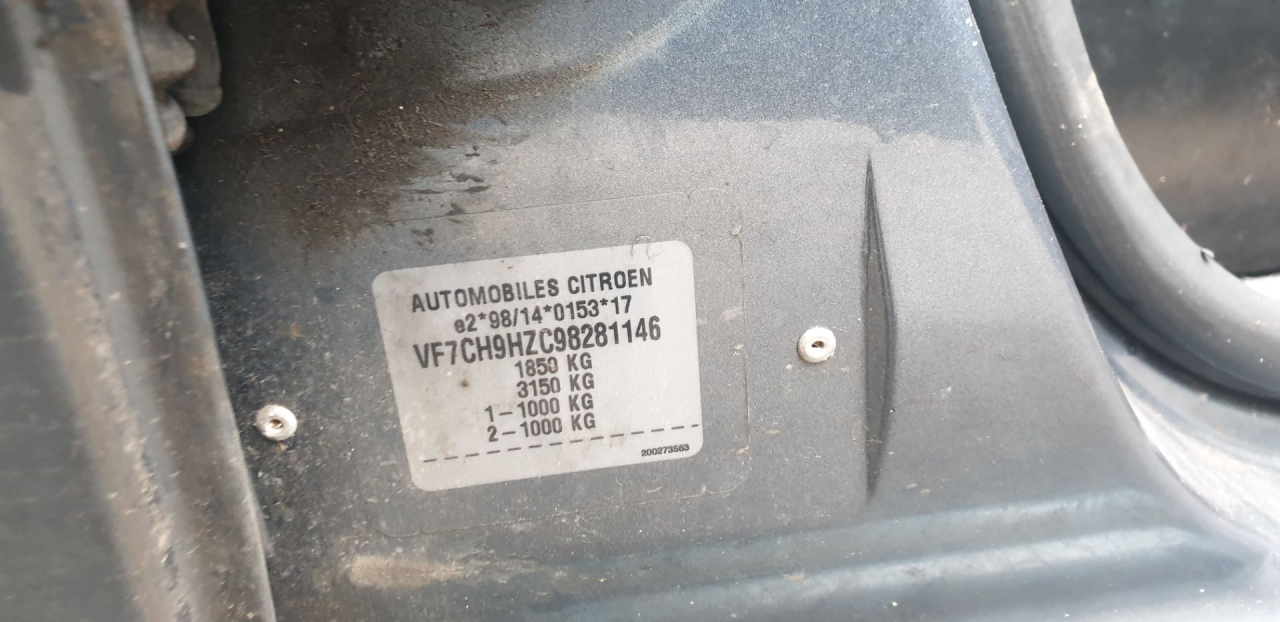 AUTOMOBILES CITROEN
e2*98/14*0153*17
VF7CH9HZC98281146
1850 KG
3150 KG
1-1000 KG
2-1000 KG
200273563